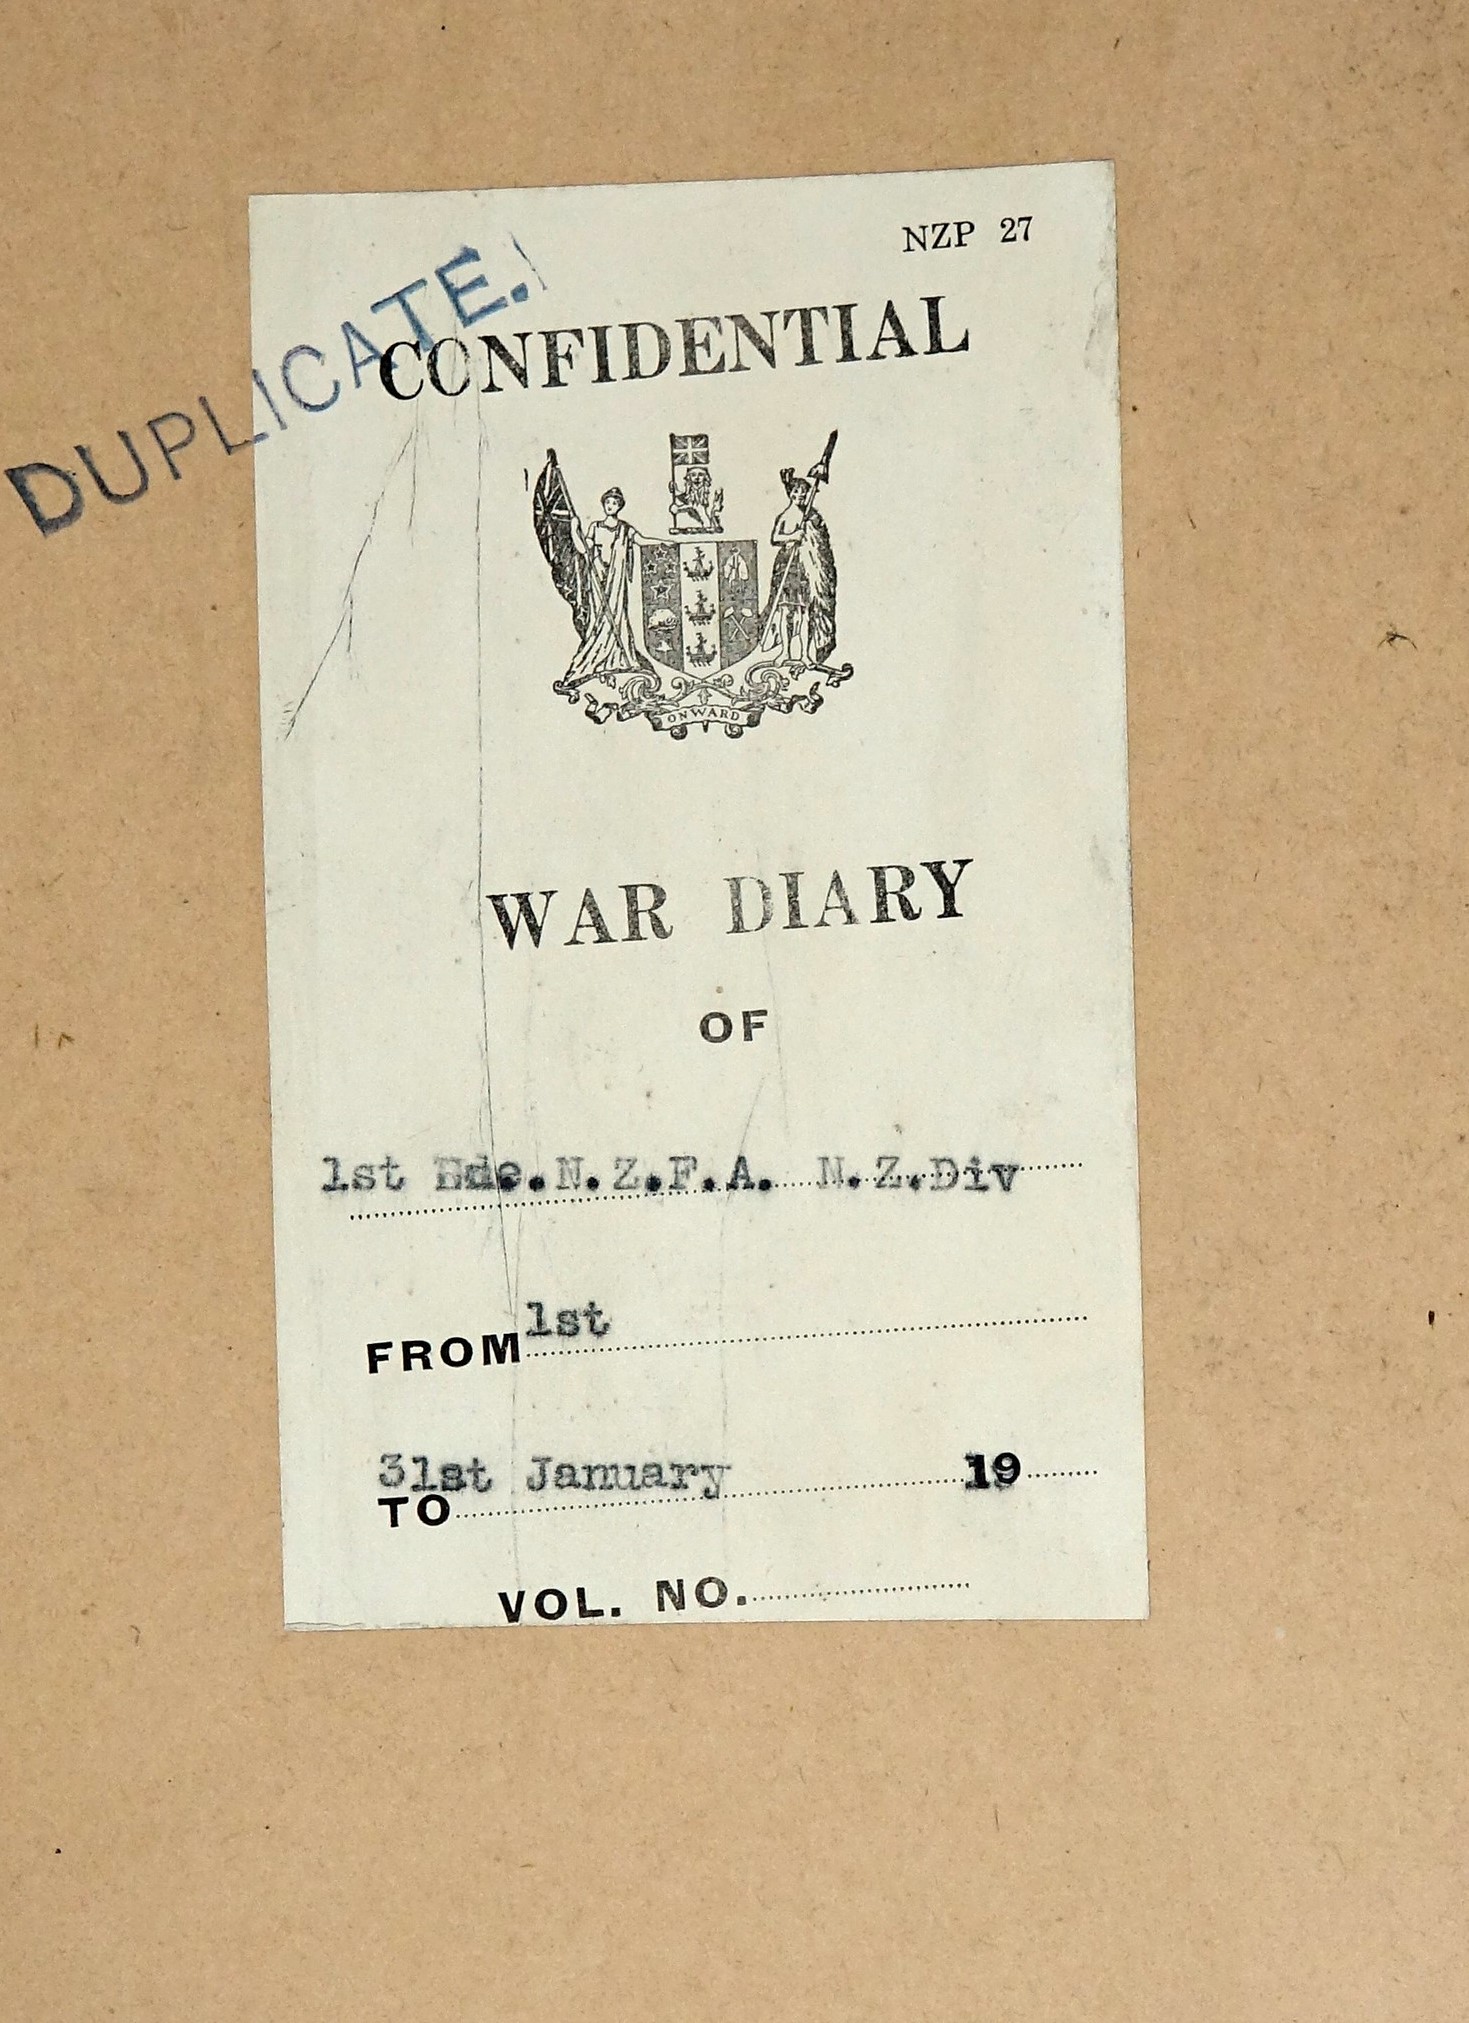 NZP 27
DUPLICATE.
CONFIDENTIAL
ONWARD
WAR DIARY
OF
1st Bde.N.Z.F.A. N.Z.Div
FROM 1st
TO 31st January 19
VOL. NO.